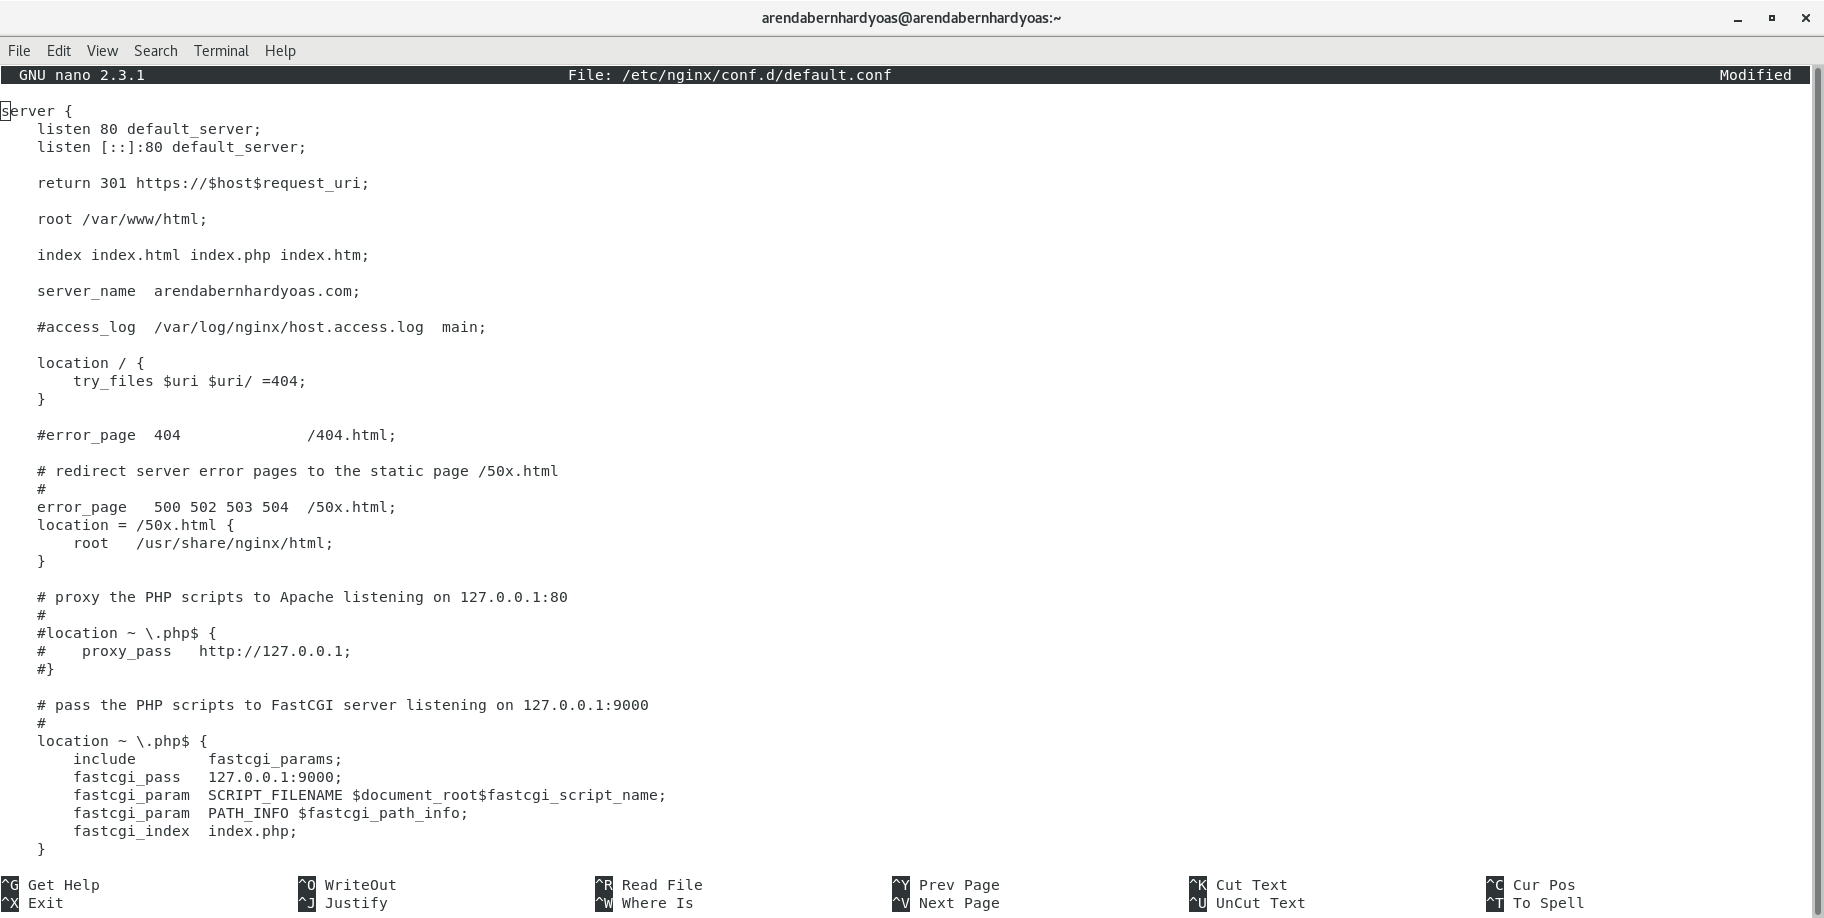 arendabernhardyoas@arendabernhardyoas:~
File Edit View Search Terminal Help
GNU nano 2.3.1 File: /etc/nginx/conf.d/default.conf Modified
server {
    listen 80 default_server;
    listen [::]:80 default_server;
    return 301 https://$host$request_uri;
    root /var/www/html;
    index index.html index.php index.htm;
    server_name  arendabernhardyoas.com;
    #access_log  /var/log/nginx/host.access.log  main;
    location / {
        try_files $uri $uri/ =404;
    }
    #error_page  404              /404.html;
    # redirect server error pages to the static page /50x.html
    #
    error_page   500 502 503 504  /50x.html;
    location = /50x.html {
        root   /usr/share/nginx/html;
    }
    # proxy the PHP scripts to Apache listening on 127.0.0.1:80
    #
    #location ~ \.php$ {
    #    proxy_pass   http://127.0.0.1;
    #}
    # pass the PHP scripts to FastCGI server listening on 127.0.0.1:9000
    #
    location ~ \.php$ {
        include        fastcgi_params;
        fastcgi_pass   127.0.0.1:9000;
        fastcgi_param  SCRIPT_FILENAME $document_root$fastcgi_script_name;
        fastcgi_param  PATH_INFO $fastcgi_path_info;
        fastcgi_index  index.php;
    }
^G Get Help ^O WriteOut ^R Read File ^Y Prev Page ^K Cut Text ^C Cur Pos
^X Exit ^J Justify ^W Where Is ^V Next Page ^U UnCut Text ^T To Spell